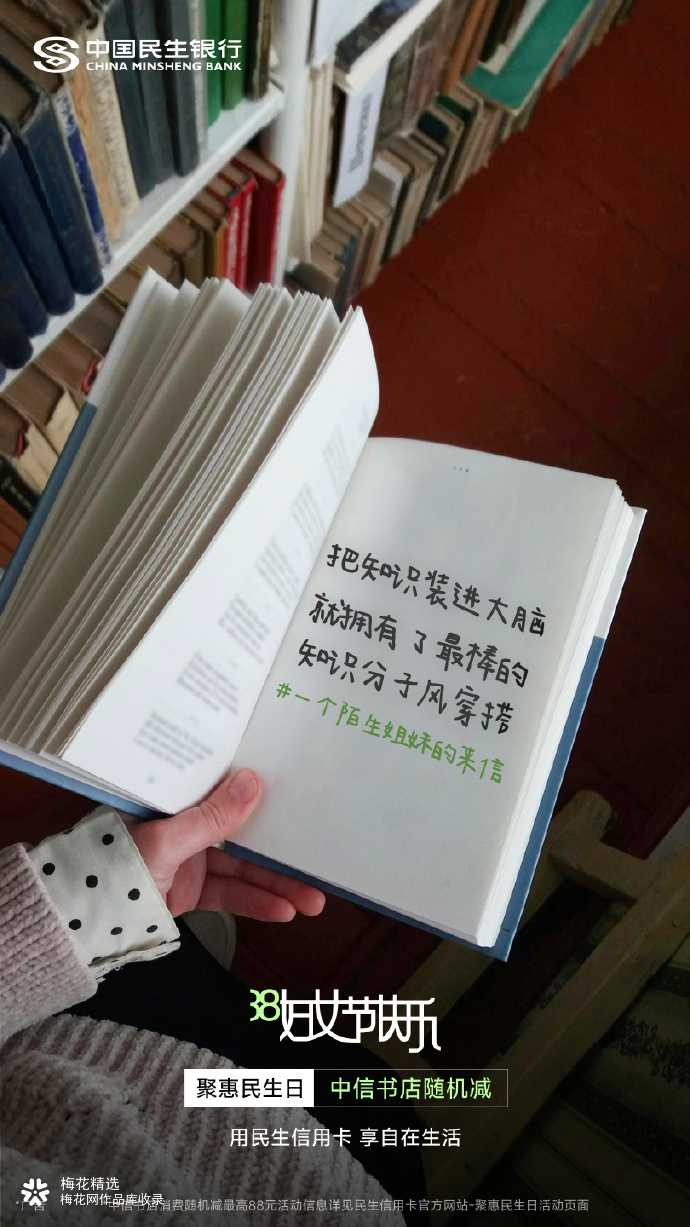 中国民生银行
CHINA MINSHENG BANK
把知识装进大脑
就拥有了最棒的
知识分子风穿搭
#一个陌生姐妹的来信
38妇女节快乐
聚惠民生日 中信书店随机减
用民生信用卡 享自在生活
梅花精选
梅花网作品库收录
中信书店消费随机减最高88元活动信息详见民生信用卡官方网站-聚惠民生日活动页面